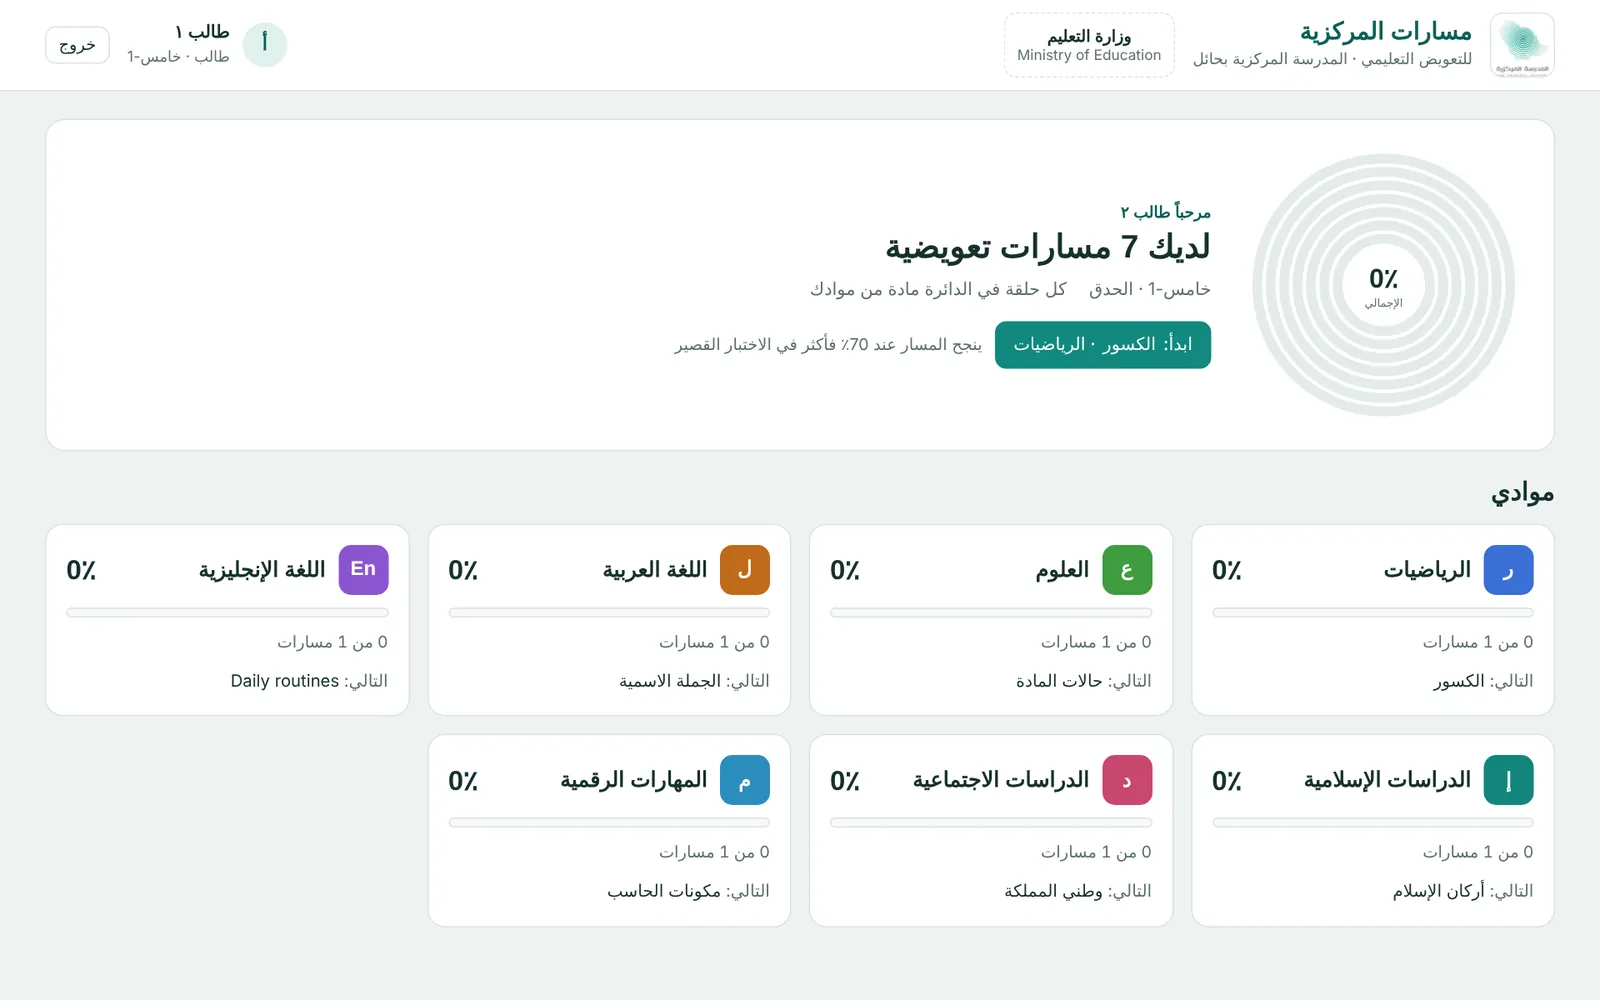 مسارات المركزية
للتعويض التعليمي · المدرسة المركزية بحائل
المدرسة المركزية
وزارة التعليم
Ministry of Education
أ
طالب ١
طالب · خامس-1
خروج
0٪
الإجمالي
مرحباً طالب ٢
لديك 7 مسارات تعويضية
خامس-1 · الحدق كل حلقة في الدائرة مادة من موادك
ابدأ: الكسور · الرياضيات
ينجح المسار عند 70٪ فأكثر في الاختبار القصير
موادي
ر الرياضيات 0٪
0 من 1 مسارات
التالي: الكسور
ع العلوم 0٪
0 من 1 مسارات
التالي: حالات المادة
ل اللغة العربية 0٪
0 من 1 مسارات
التالي: الجملة الاسمية
En اللغة الإنجليزية 0٪
0 من 1 مسارات
التالي: Daily routines
إ الدراسات الإسلامية 0٪
0 من 1 مسارات
التالي: أركان الإسلام
د الدراسات الاجتماعية 0٪
0 من 1 مسارات
التالي: وطني المملكة
م المهارات الرقمية 0٪
0 من 1 مسارات
التالي: مكونات الحاسب